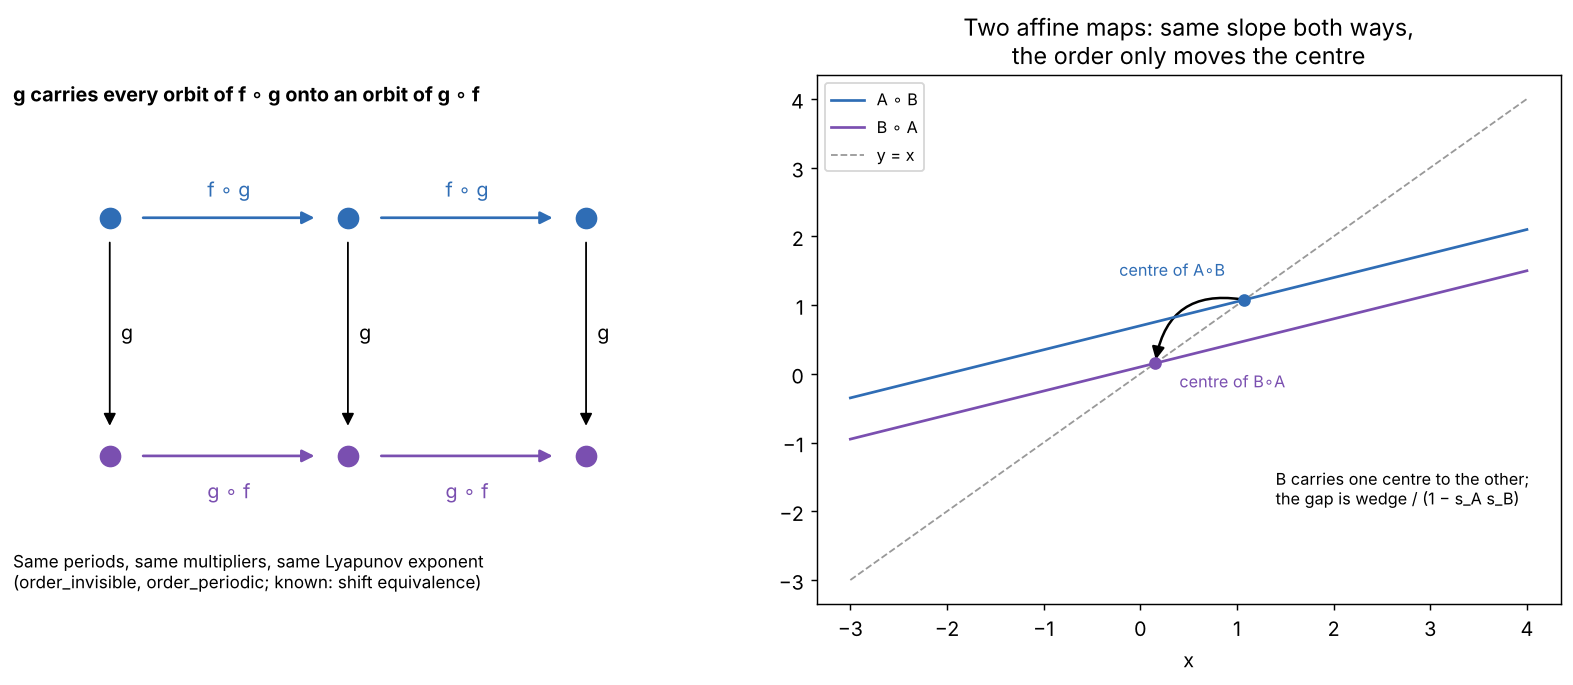 g carries every orbit of f ∘ g onto an orbit of g ∘ f
f ∘ g
f ∘ g
g
g
g
g ∘ f
g ∘ f
Same periods, same multipliers, same Lyapunov exponent
(order_invisible, order_periodic; known: shift equivalence)
Two affine maps: same slope both ways,
the order only moves the centre
A ∘ B
B ∘ A
y = x
4
3
2
1
0
−1
−2
−3
centre of A∘B
centre of B∘A
B carries one centre to the other;
the gap is wedge / (1 − s_A s_B)
−3 −2 −1 0 1 2 3 4
x